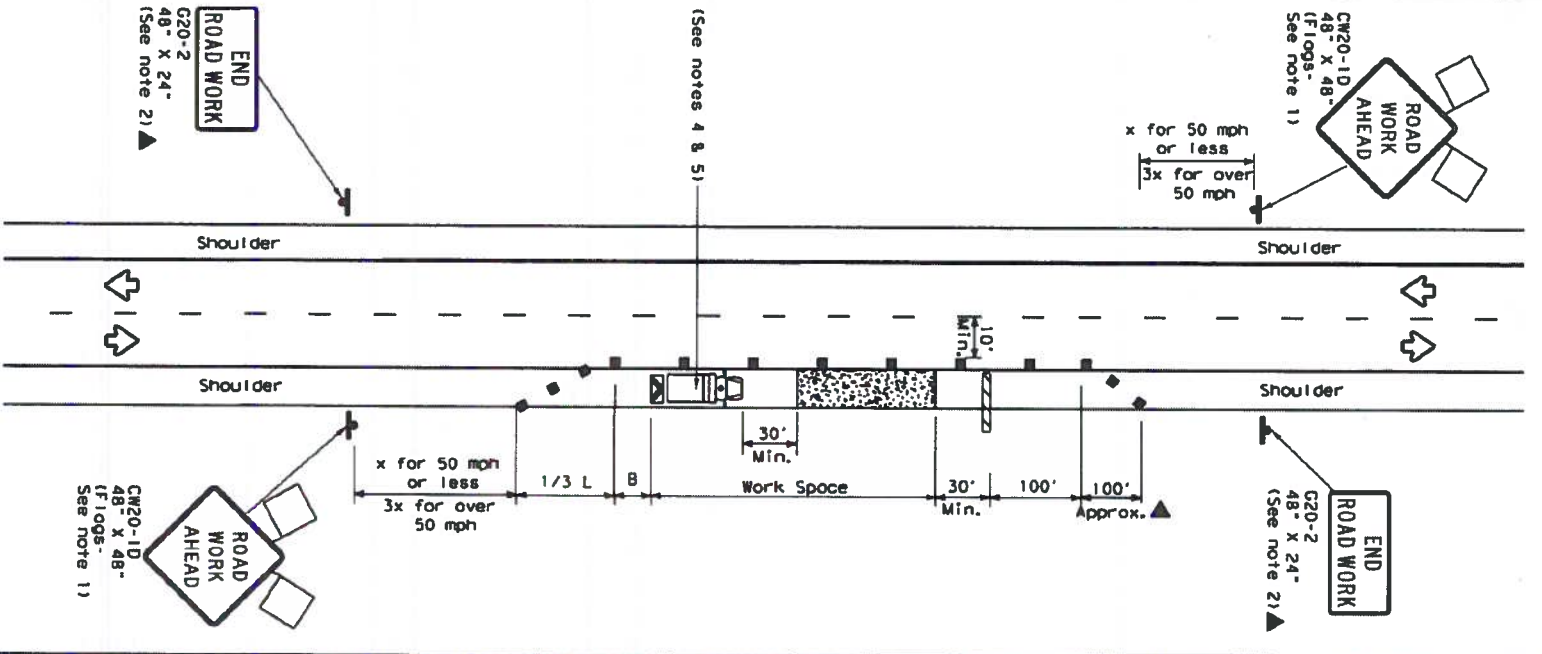 END
ROAD WORK
G20-2
48" X 24"
(See note 2)
(See notes 4 & 5)
CW20-1D
48" X 48"
(Flags-
See note 1)
ROAD
WORK
AHEAD
x for 50 mph
or less
3x for over
50 mph
Shoulder
Shoulder
10'
Min.
Shoulder
Shoulder
30'
Min.
x for 50 mph
or less
3x for over
50 mph
1/3 L
B
Work Space
30'
Min.
100'
100'
Approx.
CW20-1D
48" X 48"
(Flags-
See note 1)
ROAD
WORK
AHEAD
END
ROAD WORK
G20-2
48" X 24"
(See note 2)